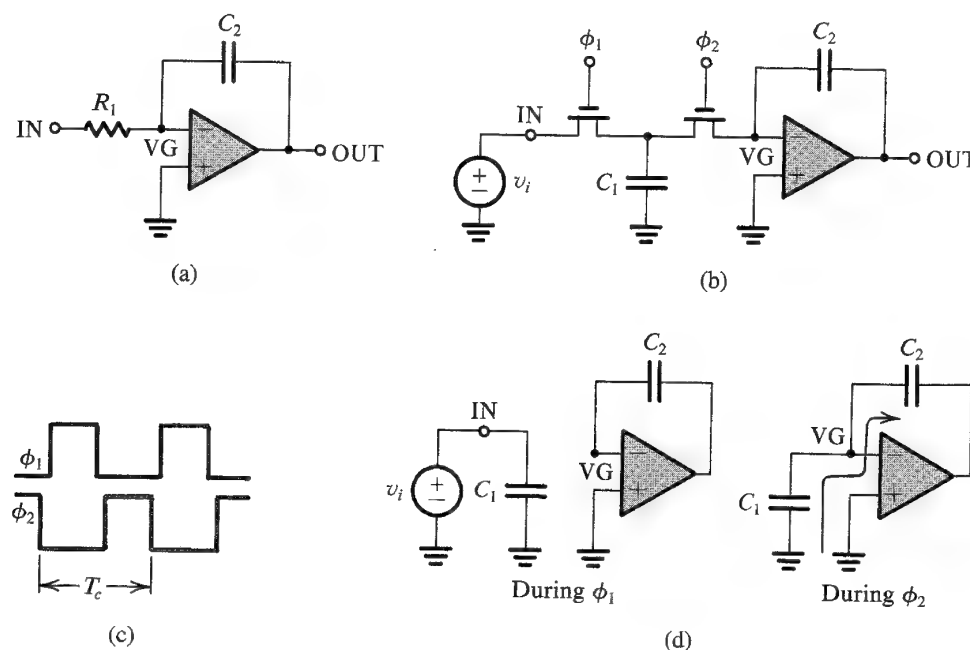 C₂
R₁
IN
VG
−
+
OUT
(a)
ϕ₁
ϕ₂
C₂
IN
VG
−
+
−
+
vᵢ
C₁
OUT
(b)
ϕ₁
ϕ₂
T_c
(c)
C₂
IN
VG
−
+
−
+
vᵢ
C₁
During ϕ₁
C₂
VG
−
+
C₁
During ϕ₂
(d)